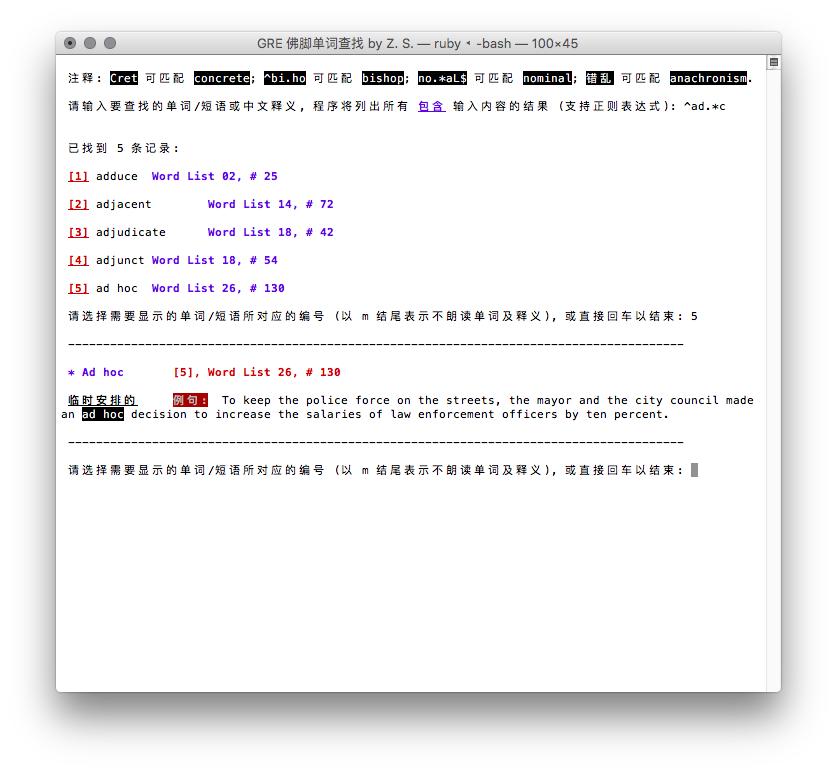 GRE 佛脚单词查找 by Z. S. — ruby ◂ -bash — 100×45
注释: Cret 可匹配 concrete; ^bi.ho 可匹配 bishop; no.*aL$ 可匹配 nominal; 错乱 可匹配 anachronism.
请输入要查找的单词/短语或中文释义, 程序将列出所有 包含 输入内容的结果 (支持正则表达式): ^ad.*c
已找到 5 条记录:
[1] adduce Word List 02, # 25
[2] adjacent Word List 14, # 72
[3] adjudicate Word List 18, # 42
[4] adjunct Word List 18, # 54
[5] ad hoc Word List 26, # 130
请选择需要显示的单词/短语所对应的编号 (以 m 结尾表示不朗读单词及释义), 或直接回车以结束: 5
----------------------------------------------------------------------------------------
* Ad hoc [5], Word List 26, # 130
临时安排的 例句: To keep the police force on the streets, the mayor and the city council made
an ad hoc decision to increase the salaries of law enforcement officers by ten percent.
----------------------------------------------------------------------------------------
请选择需要显示的单词/短语所对应的编号 (以 m 结尾表示不朗读单词及释义), 或直接回车以结束: